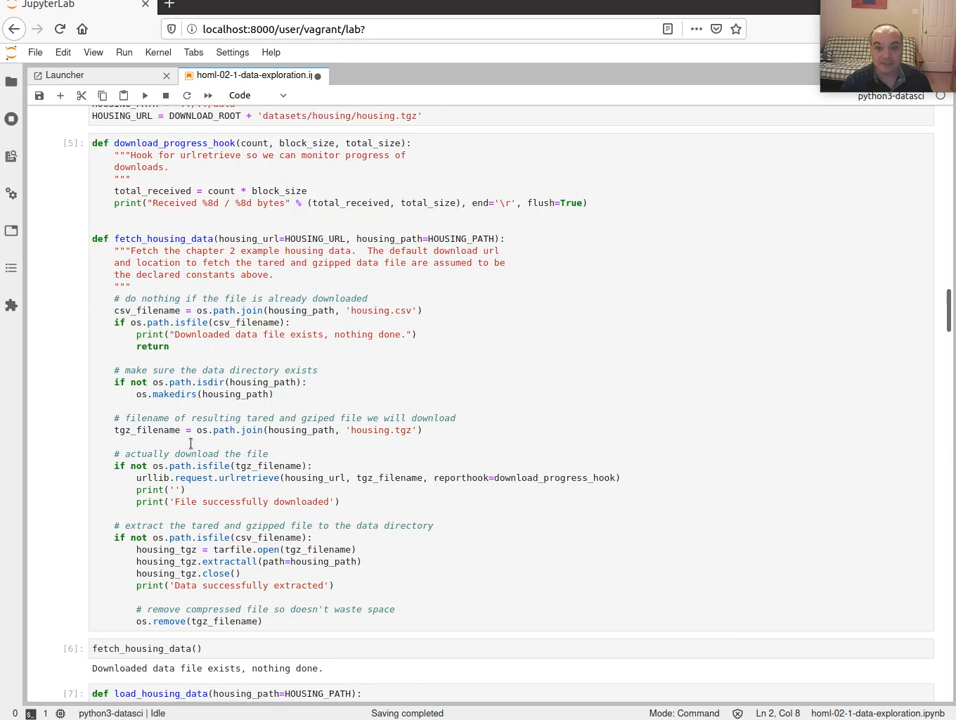 JupyterLab
localhost:8000/user/vagrant/lab?
File Edit View Run Kernel Tabs Settings Help
Launcher
homl-02-1-data-exploration.i
Code
python3-datasci
HOUSING_URL = DOWNLOAD_ROOT + 'datasets/housing/housing.tgz'
[5]:
def download_progress_hook(count, block_size, total_size):
"""Hook for urlretrieve so we can monitor progress of
downloads.
"""
total_received = count * block_size
print("Received %8d / %8d bytes" % (total_received, total_size), end='\r', flush=True)
def fetch_housing_data(housing_url=HOUSING_URL, housing_path=HOUSING_PATH):
"""Fetch the chapter 2 example housing data.  The default download url
and location to fetch the tared and gzipped data file are assumed to be
the declared constants above.
"""
# do nothing if the file is already downloaded
csv_filename = os.path.join(housing_path, 'housing.csv')
if os.path.isfile(csv_filename):
print("Downloaded data file exists, nothing done.")
return
# make sure the data directory exists
if not os.path.isdir(housing_path):
os.makedirs(housing_path)
# filename of resulting tared and gziped file we will download
tgz_filename = os.path.join(housing_path, 'housing.tgz')
# actually download the file
if not os.path.isfile(tgz_filename):
urllib.request.urlretrieve(housing_url, tgz_filename, reporthook=download_progress_hook)
print('')
print('File successfully downloaded')
# extract the tared and gzipped file to the data directory
if not os.path.isfile(csv_filename):
housing_tgz = tarfile.open(tgz_filename)
housing_tgz.extractall(path=housing_path)
housing_tgz.close()
print('Data successfully extracted')
# remove compressed file so doesn't waste space
os.remove(tgz_filename)
[6]:
fetch_housing_data()
Downloaded data file exists, nothing done.
[7]:
def load_housing_data(housing_path=HOUSING_PATH):
0 1 python3-datasci | Idle Saving completed Mode: Command Ln 2, Col 8 homl-02-1-data-exploration.ipynb